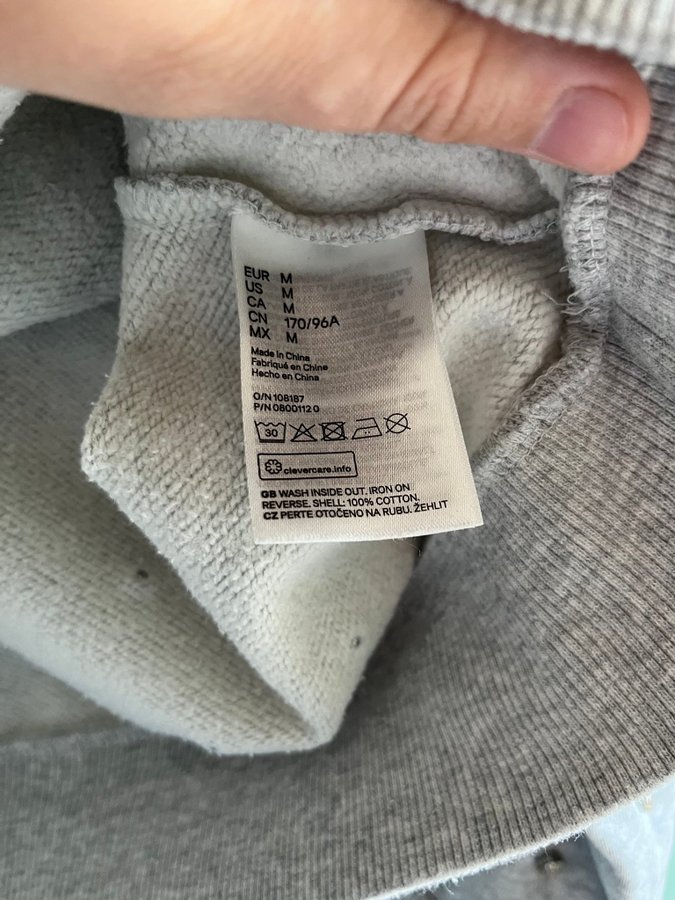 EUR M
US M
CA M
CN 170/96A
MX M
Made in China
Fabriqué en Chine
Hecho en China
O/N 108187
P/N 0800112 0
30
clevercare.info
GB WASH INSIDE OUT. IRON ON
REVERSE. SHELL: 100% COTTON.
CZ PERTE OTOČENO NA RUBU. ŽEHLIT